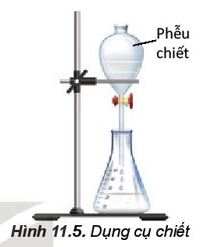 Phễu
chiết
Hình 11.5. Dụng cụ chiết